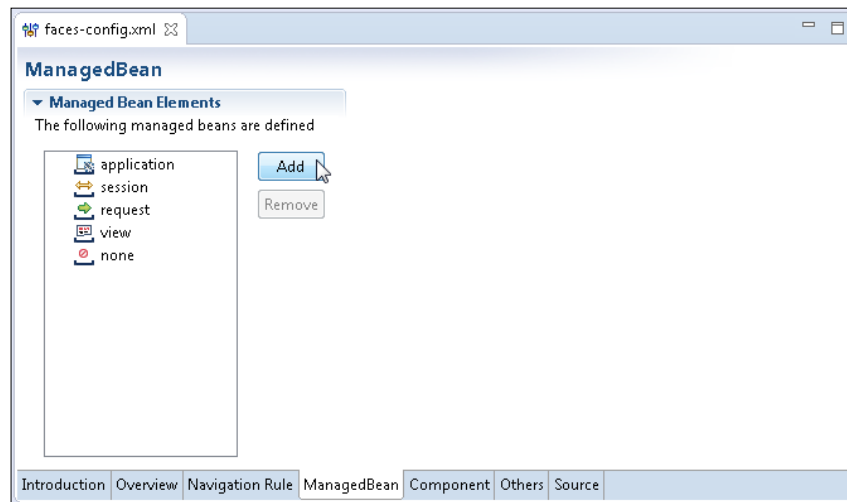 faces-config.xml
ManagedBean
Managed Bean Elements
The following managed beans are defined
application
session
request
view
none
Add
Remove
Introduction Overview Navigation Rule ManagedBean Component Others Source